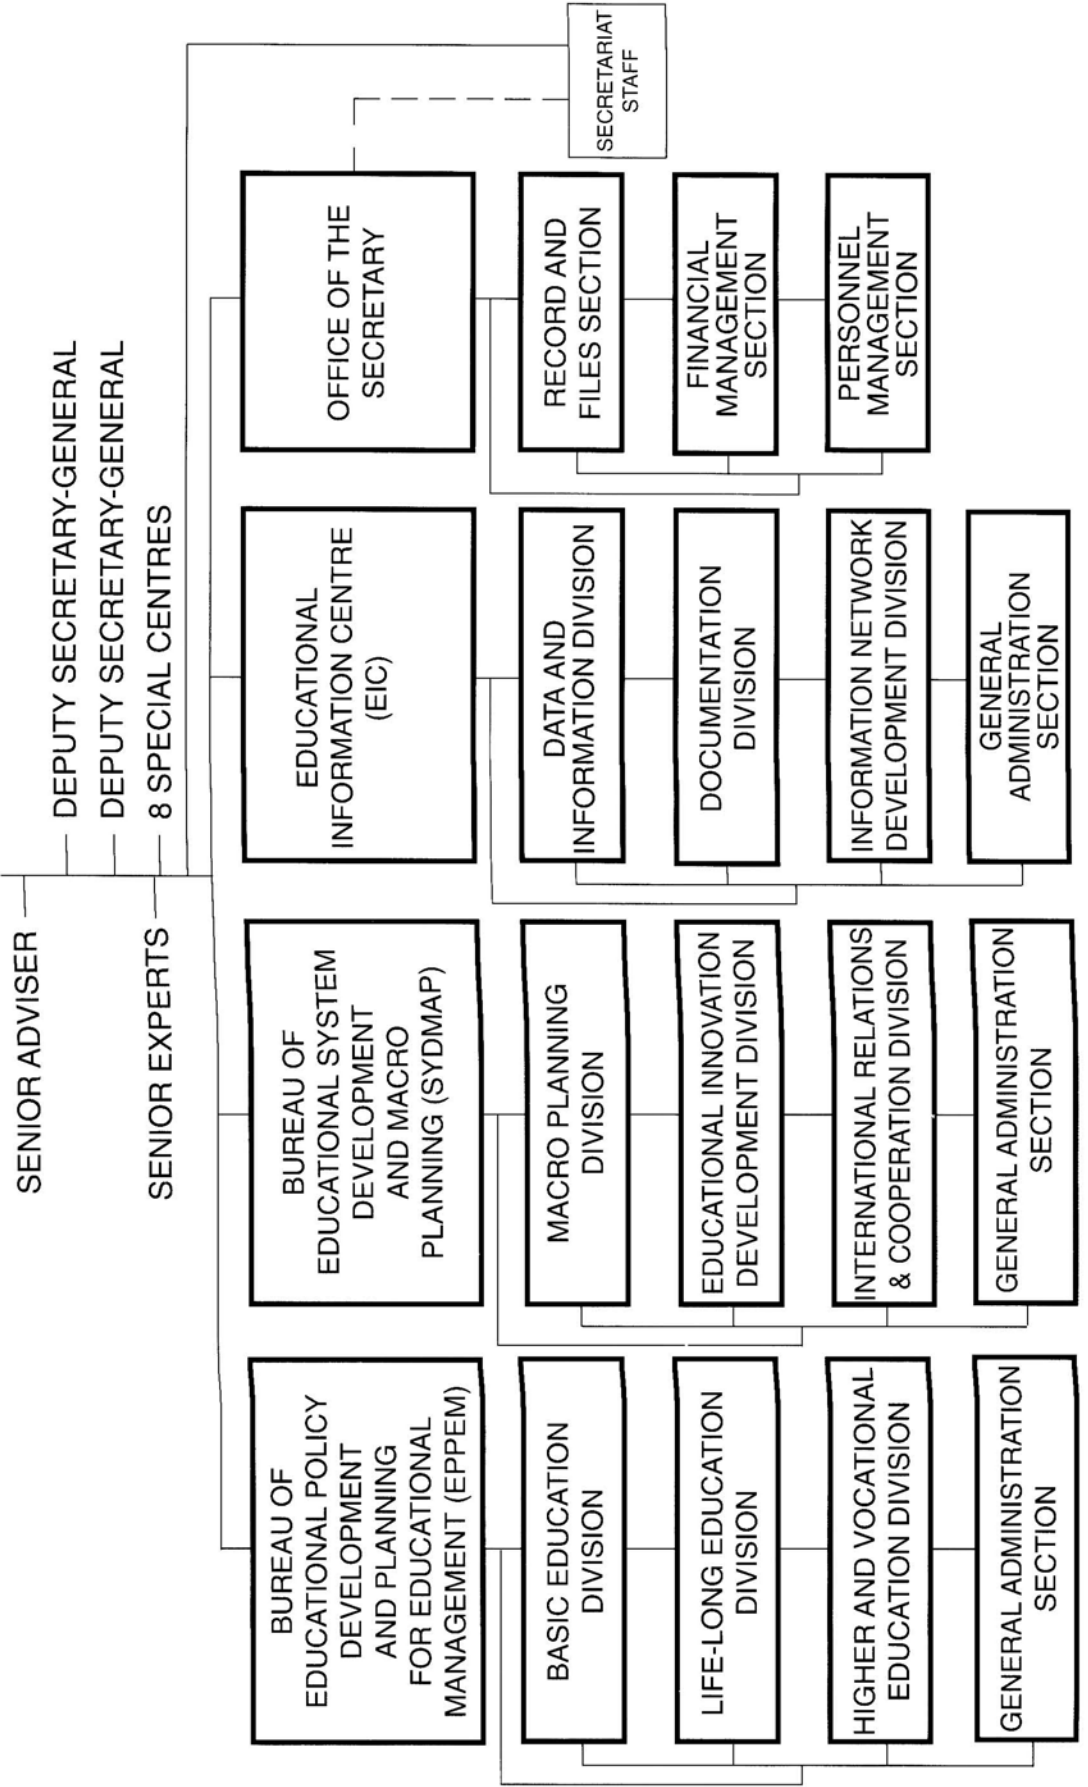 SENIOR ADVISER
DEPUTY SECRETARY-GENERAL
DEPUTY SECRETARY-GENERAL
SENIOR EXPERTS
8 SPECIAL CENTRES
SECRETARIAT
STAFF
BUREAU OF
EDUCATIONAL POLICY
DEVELOPMENT
AND PLANNING
FOR EDUCATIONAL
MANAGEMENT (EPPEM)
BASIC EDUCATION
DIVISION
LIFE-LONG EDUCATION
DIVISION
HIGHER AND VOCATIONAL
EDUCATION DIVISION
GENERAL ADMINISTRATION
SECTION
BUREAU OF
EDUCATIONAL SYSTEM
DEVELOPMENT
AND MACRO
PLANNING (SYDMAP)
MACRO PLANNING
DIVISION
EDUCATIONAL INNOVATION
DEVELOPMENT DIVISION
INTERNATIONAL RELATIONS
& COOPERATION DIVISION
GENERAL ADMINISTRATION
SECTION
EDUCATIONAL
INFORMATION CENTRE
(EIC)
DATA AND
INFORMATION DIVISION
DOCUMENTATION
DIVISION
INFORMATION NETWORK
DEVELOPMENT DIVISION
GENERAL
ADMINISTRATION
SECTION
OFFICE OF THE
SECRETARY
RECORD AND
FILES SECTION
FINANCIAL
MANAGEMENT
SECTION
PERSONNEL
MANAGEMENT
SECTION